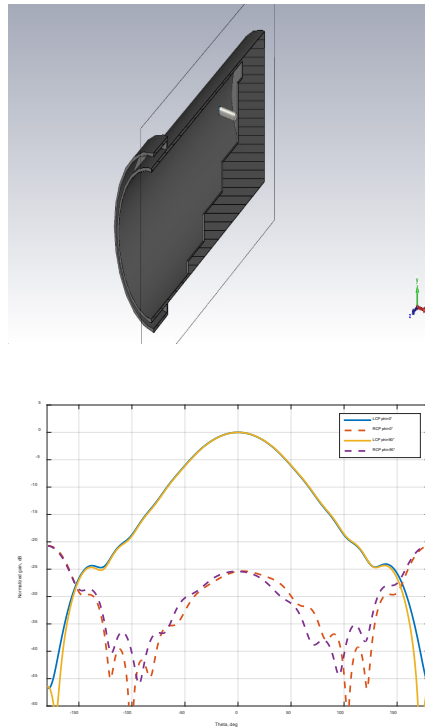 5
0
-5
-10
-15
-20
-25
-30
-35
-40
-45
-50
Normalized gain, dB
LCP phi=0°
RCP phi=0°
LCP phi=90°
RCP phi=90°
-150 -100 -50 0 50 100 150
Theta, deg